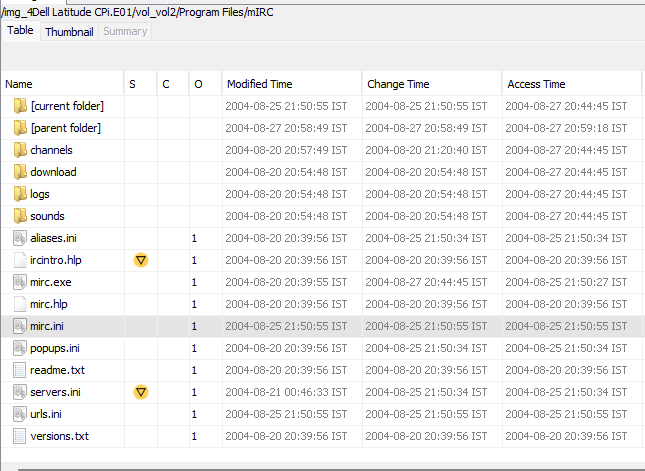 /img_4Dell Latitude CPi.E01/vol_vol2/Program Files/mIRC
Table Thumbnail Summary
Name S C O Modified Time Change Time Access Time
[current folder] 2004-08-25 21:50:55 IST 2004-08-25 21:50:55 IST 2004-08-27 20:44:45 IST
[parent folder] 2004-08-27 20:58:49 IST 2004-08-27 20:58:49 IST 2004-08-27 20:59:18 IST
channels 2004-08-20 20:57:49 IST 2004-08-20 21:20:40 IST 2004-08-27 20:44:45 IST
download 2004-08-20 20:54:48 IST 2004-08-20 20:54:48 IST 2004-08-27 20:44:45 IST
logs 2004-08-20 20:54:48 IST 2004-08-20 20:54:48 IST 2004-08-27 20:44:45 IST
sounds 2004-08-20 20:54:48 IST 2004-08-20 20:54:48 IST 2004-08-27 20:44:45 IST
aliases.ini 1 2004-08-20 20:39:56 IST 2004-08-25 21:50:34 IST 2004-08-25 21:50:34 IST
ircintro.hlp 1 2004-08-20 20:39:56 IST 2004-08-20 20:39:56 IST 2004-08-20 20:39:56 IST
mirc.exe 1 2004-08-20 20:39:56 IST 2004-08-27 20:44:45 IST 2004-08-25 21:50:27 IST
mirc.hlp 1 2004-08-20 20:39:56 IST 2004-08-20 20:39:56 IST 2004-08-20 20:39:56 IST
mirc.ini 1 2004-08-25 21:50:55 IST 2004-08-25 21:50:55 IST 2004-08-25 21:50:55 IST
popups.ini 1 2004-08-20 20:39:56 IST 2004-08-25 21:50:34 IST 2004-08-25 21:50:34 IST
readme.txt 1 2004-08-20 20:39:56 IST 2004-08-20 20:39:56 IST 2004-08-20 20:39:56 IST
servers.ini 1 2004-08-21 00:46:33 IST 2004-08-25 21:50:34 IST 2004-08-25 21:50:34 IST
urls.ini 1 2004-08-25 21:50:55 IST 2004-08-25 21:50:55 IST 2004-08-25 21:50:55 IST
versions.txt 1 2004-08-20 20:39:56 IST 2004-08-20 20:39:56 IST 2004-08-20 20:39:56 IST